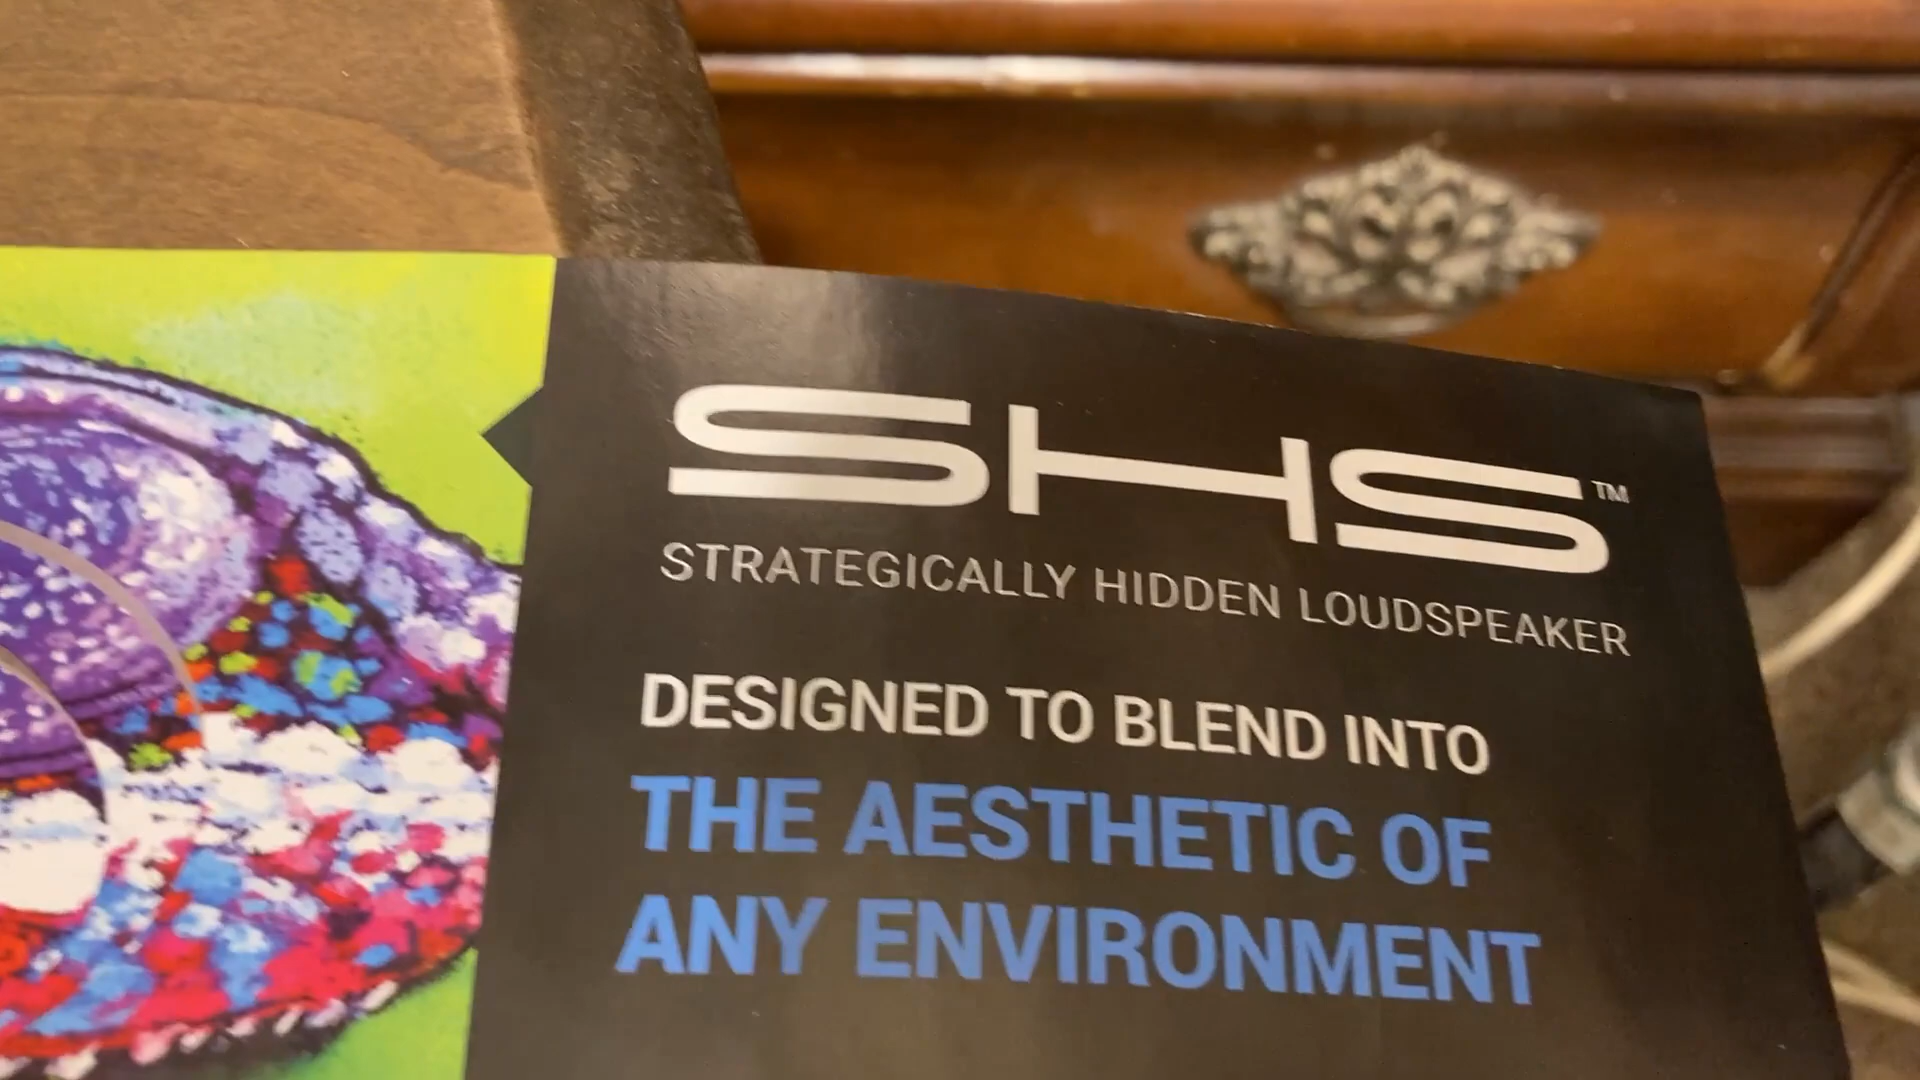 SHS™
STRATEGICALLY HIDDEN LOUDSPEAKER
DESIGNED TO BLEND INTO
THE AESTHETIC OF
ANY ENVIRONMENT